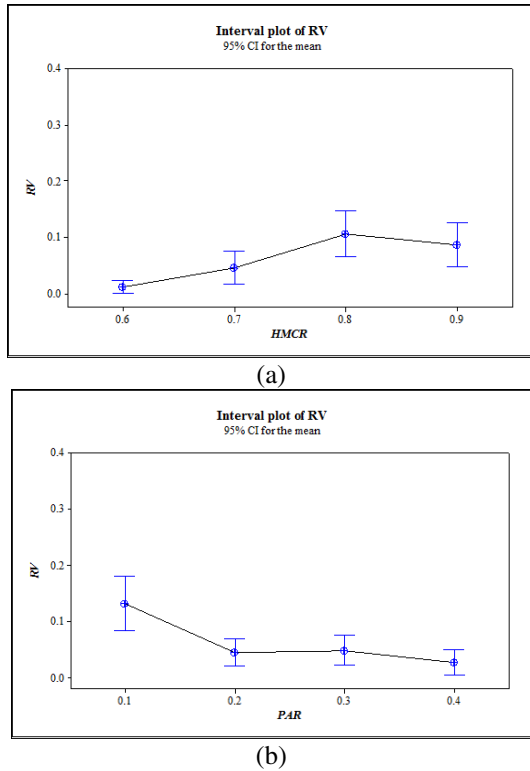 Interval plot of RV
95% CI for the mean
0.4
0.3
0.2
0.1
0.0
RV
0.6 0.7 0.8 0.9
HMCR
(a)
Interval plot of RV
95% CI for the mean
0.4
0.3
0.2
0.1
0.0
RV
0.1 0.2 0.3 0.4
PAR
(b)